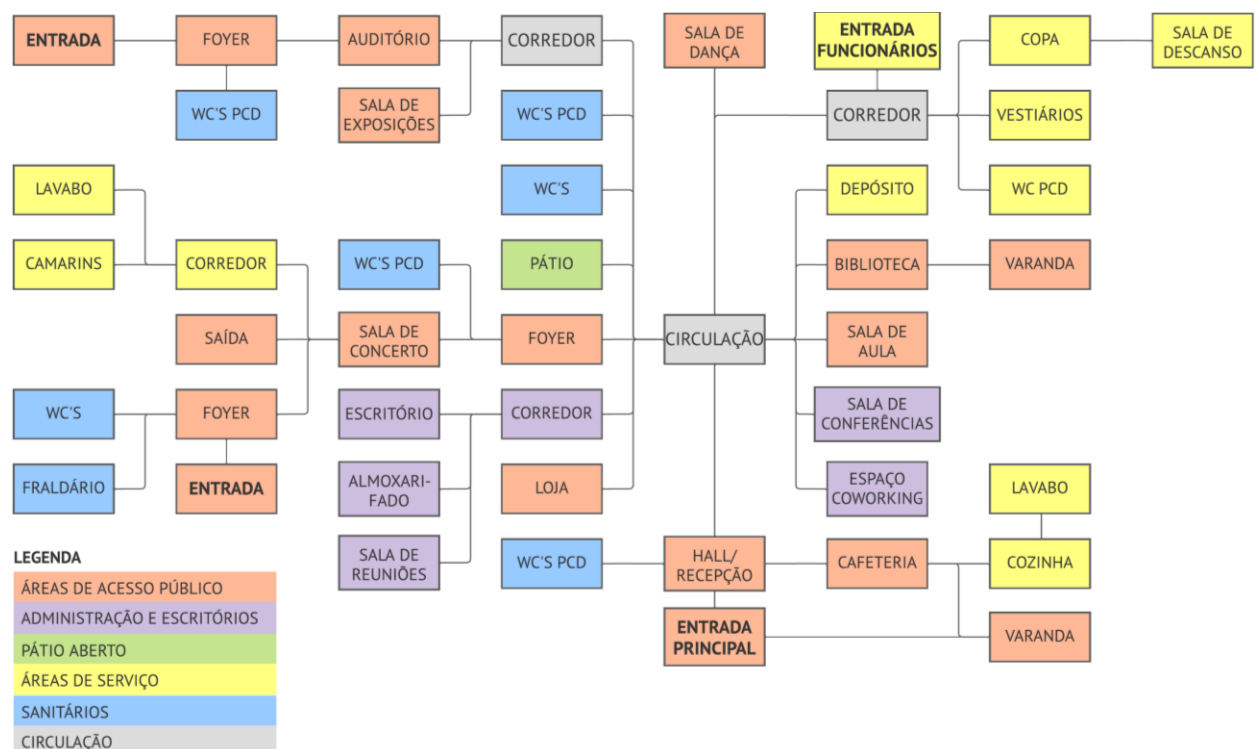 ENTRADA
FOYER
AUDITÓRIO
CORREDOR
SALA DE
DANÇA
ENTRADA
FUNCIONÁRIOS
COPA
SALA DE
DESCANSO
WC'S PCD
SALA DE
EXPOSIÇÕES
WC'S PCD
CORREDOR
VESTIÁRIOS
LAVABO
WC'S
DEPÓSITO
WC PCD
CAMARINS
CORREDOR
WC'S PCD
PÁTIO
BIBLIOTECA
VARANDA
SAÍDA
SALA DE
CONCERTO
FOYER
CIRCULAÇÃO
SALA DE
AULA
WC'S
FOYER
ESCRITÓRIO
CORREDOR
SALA DE
CONFERÊNCIAS
FRALDÁRIO
ENTRADA
ALMOXARI-
FADO
LOJA
ESPAÇO
COWORKING
LAVABO
SALA DE
REUNIÕES
WC'S PCD
HALL/
RECEPÇÃO
CAFETERIA
COZINHA
ENTRADA
PRINCIPAL
VARANDA
LEGENDA
ÁREAS DE ACESSO PÚBLICO
ADMINISTRAÇÃO E ESCRITÓRIOS
PÁTIO ABERTO
ÁREAS DE SERVIÇO
SANITÁRIOS
CIRCULAÇÃO